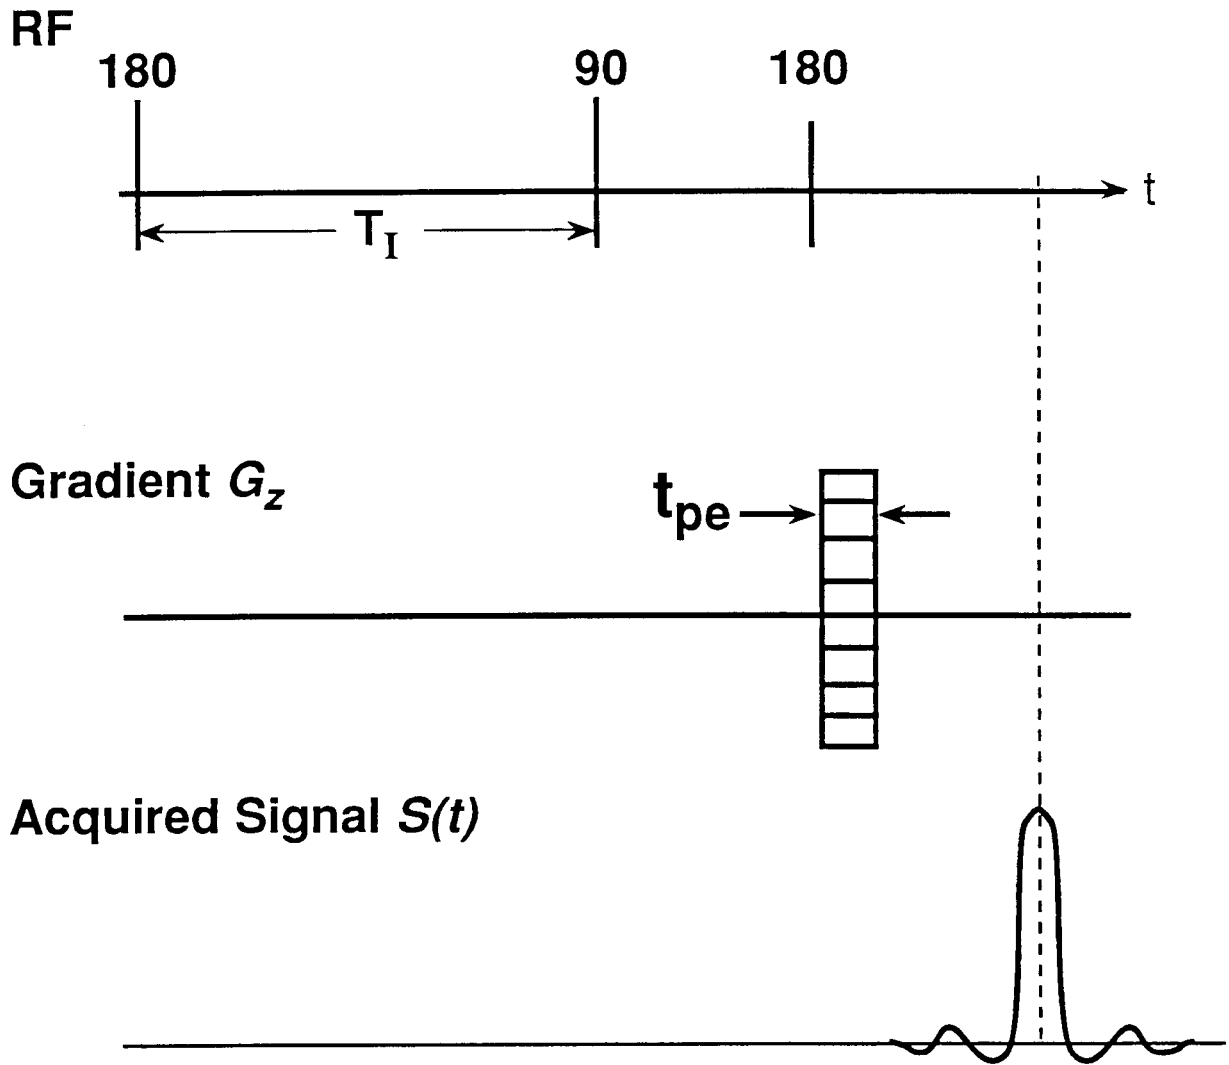 RF
180 90 180
t
T_I
Gradient G_z
t_pe
Acquired Signal S(t)